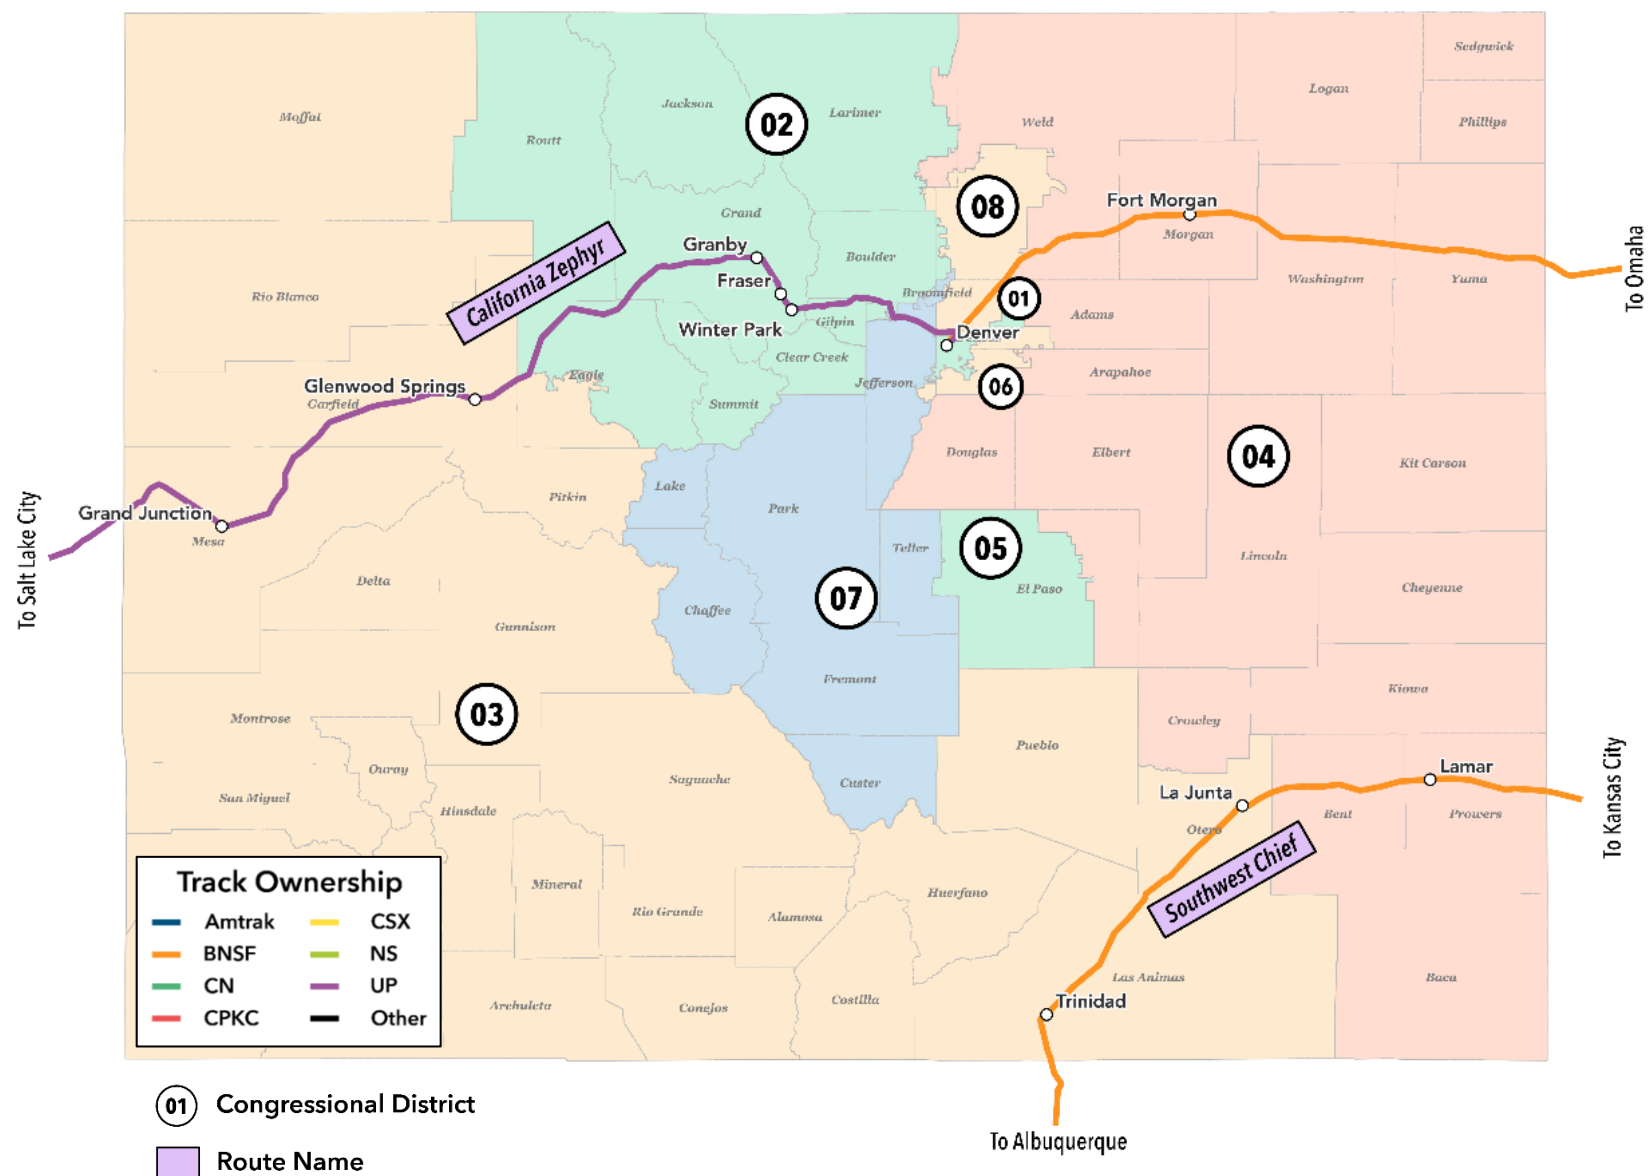 Sedgwick
Logan
Moffat
Jackson
02
Larimer
Weld
Phillips
Routt
08
Fort Morgan
Grand
Morgan
California Zephyr
Granby
Boulder
To Omaha
Fraser
Broomfield
01
Washington
Yuma
Rio Blanco
Adams
Winter Park
Gilpin
Denver
Clear Creek
Arapahoe
Eagle
Jefferson
06
Glenwood Springs
Garfield
Summit
Douglas
Elbert
04
Kit Carson
Lake
Pitkin
Park
To Salt Lake City
Grand Junction
Mesa
Teller
05
Lincoln
Delta
El Paso
Cheyenne
07
Chaffee
Gunnison
Fremont
Kiowa
03
Montrose
Crowley
Pueblo
Ouray
Saguache
Custer
Lamar
To Kansas City
San Miguel
Hinsdale
La Junta
Otero
Bent
Prowers
Southwest Chief
Mineral
Rio Grande
Alamosa
Huerfano
Las Animas
Baca
Archuleta
Conejos
Costilla
Trinidad
To Albuquerque
Track Ownership
Amtrak
CSX
BNSF
NS
CN
UP
CPKC
Other
01 Congressional District
Route Name